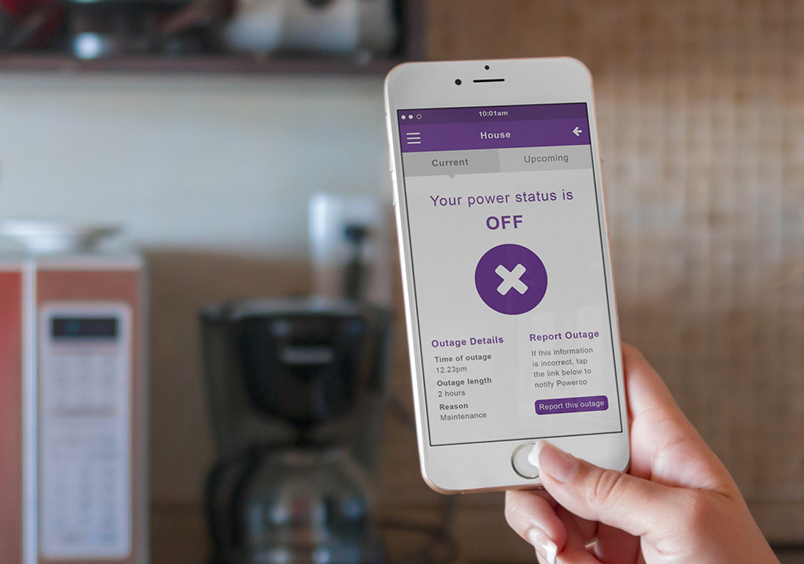 10:01am
House
Current
Upcoming
Your power status is
OFF
Outage Details
Time of outage
12.23pm
Outage length
2 hours
Reason
Maintenance
Report Outage
If this information
is incorrect, tap
the link below to
notify Powerco
Report this outage